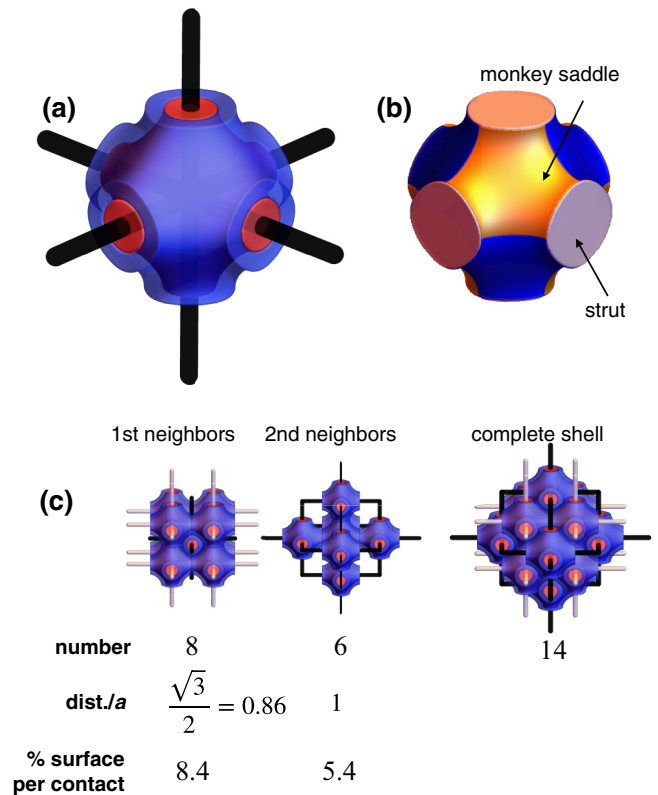 (a)
(b)
monkey saddle
strut
1st neighbors 2nd neighbors complete shell
(c)
number 8 6 14
dist./a √3/2 = 0.86 1
% surface
per contact 8.4 5.4